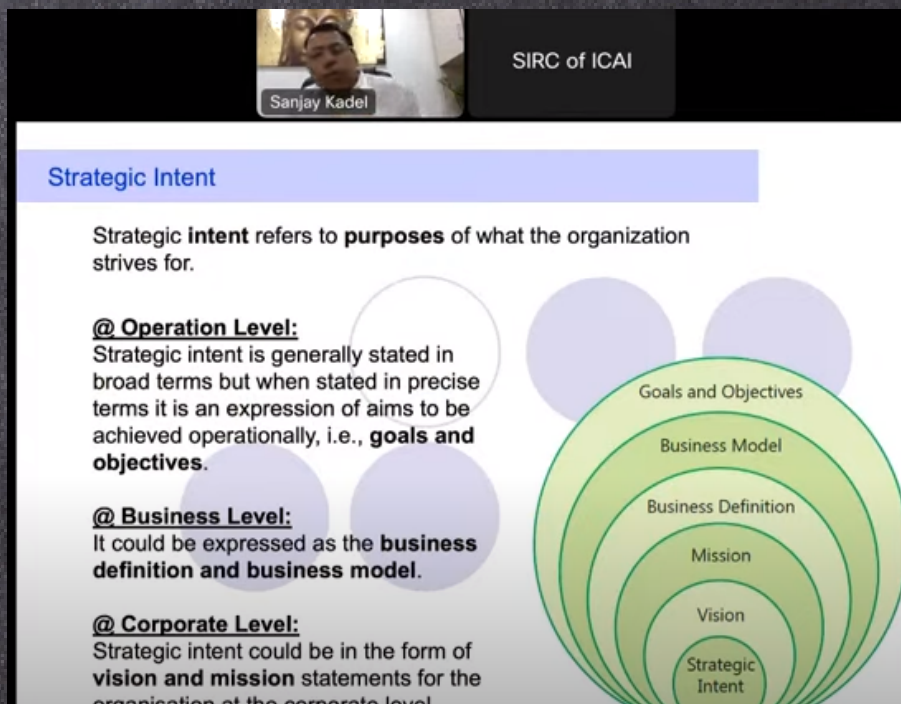 Sanjay Kadel
SIRC of ICAI
Strategic Intent
Strategic intent refers to purposes of what the organization
strives for.
@ Operation Level:
Strategic intent is generally stated in
broad terms but when stated in precise
terms it is an expression of aims to be
achieved operationally, i.e., goals and
objectives.
@ Business Level:
It could be expressed as the business
definition and business model.
@ Corporate Level:
Strategic intent could be in the form of
vision and mission statements for the
organisation at the corporate level
Goals and Objectives
Business Model
Business Definition
Mission
Vision
Strategic
Intent